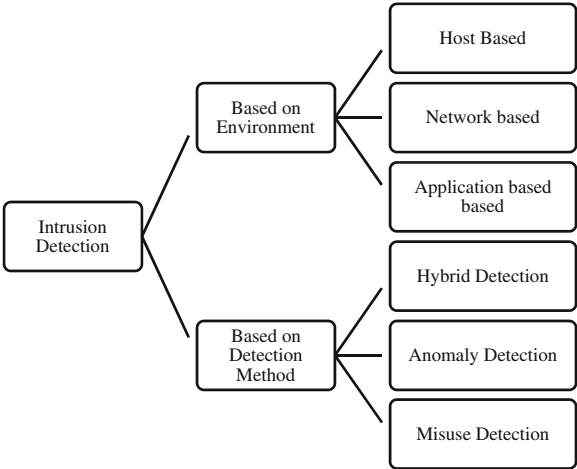 Host Based
Based on
Environment
Network based
Application based
based
Intrusion
Detection
Hybrid Detection
Based on
Detection
Method
Anomaly Detection
Misuse Detection